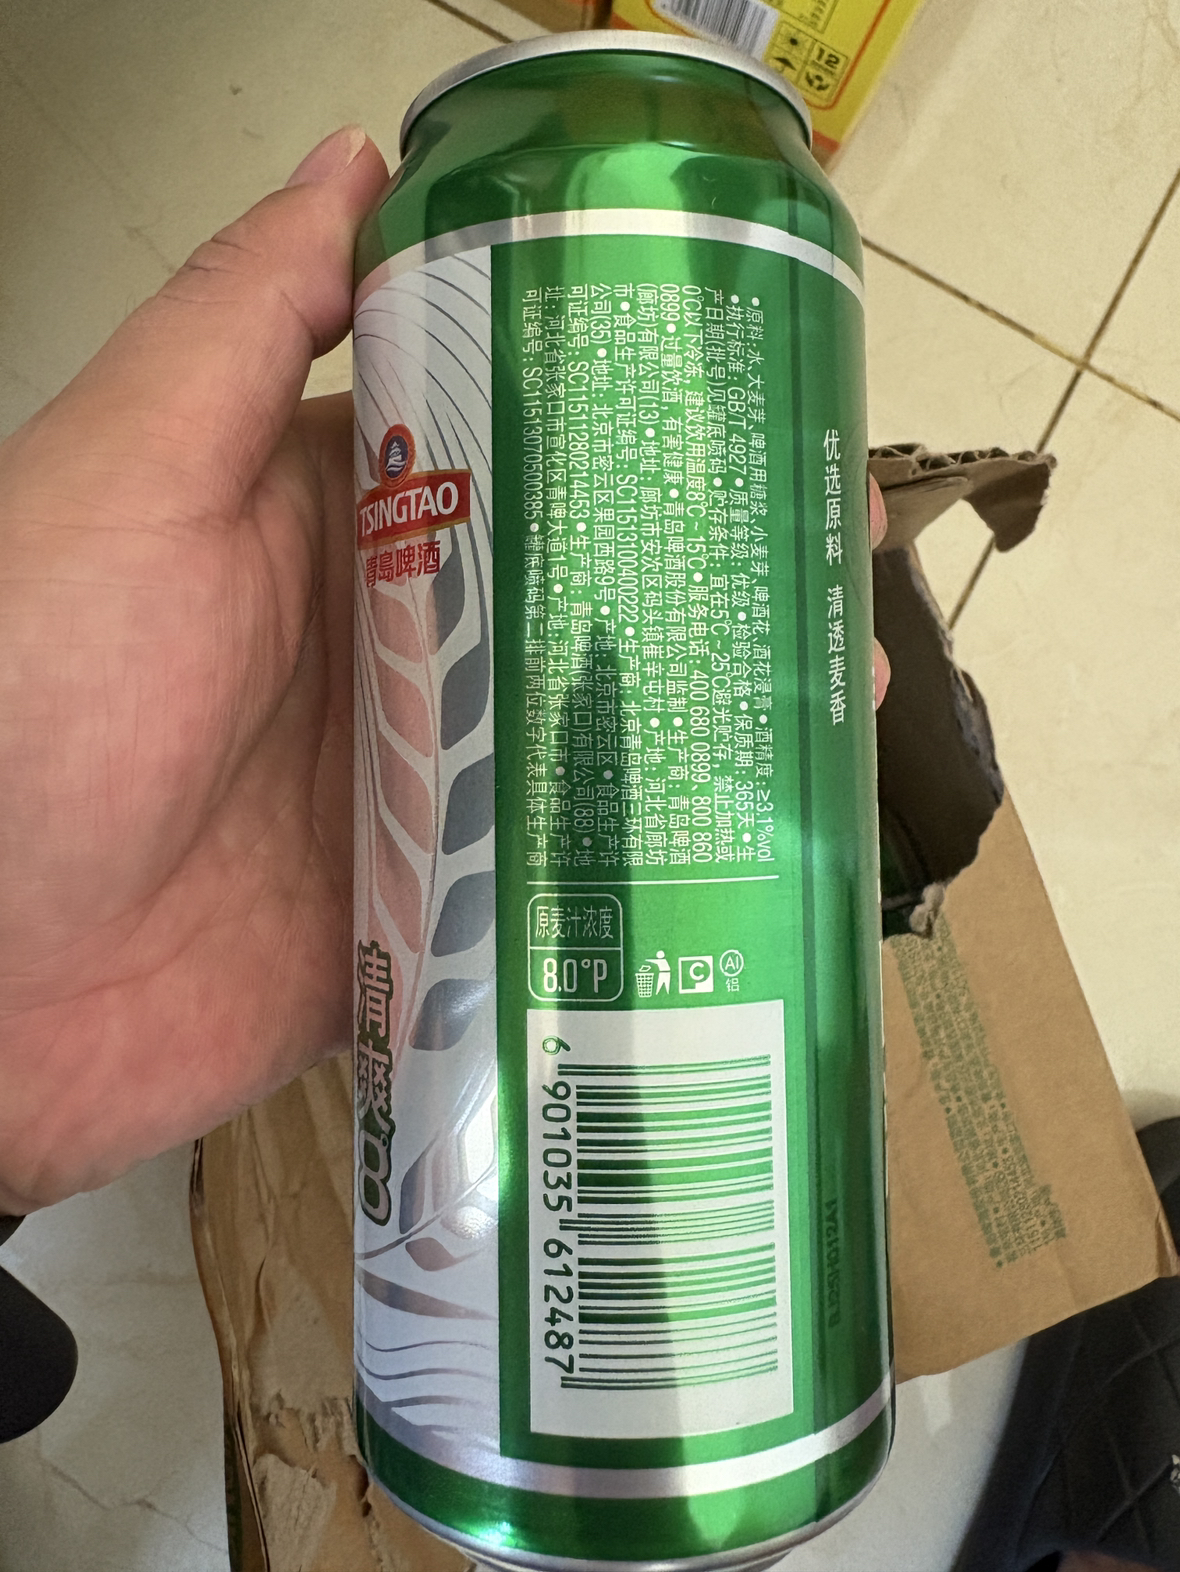 TSINGTAO
青岛啤酒
清爽8
优选原料 清透麦香
●原料:水、大麦芽、啤酒用糖浆、小麦芽、啤酒花、酒花浸膏●酒精度:≥3.1%vol
●执行标准:GB/T 4927●质量等级:优级●检验合格●保质期:365天●生
产日期(批号)见罐底喷码●贮存条件:宜在5℃~25℃避光贮存,禁止加热或
0℃以下冷冻,建议饮用温度8℃~15℃●服务电话:400 680 0899、800 860
0899●过量饮酒,有害健康●青岛啤酒股份有限公司监制●生产商:青岛啤酒
(廊坊)有限公司(13)●地址:廊坊市安次区码头镇崔辛屯村●产地:河北省廊坊
市●食品生产许可证编号:SC11513100400222●生产商:北京青岛啤酒三环有限
公司(35)●地址:北京市密云区果园西路9号●产地:北京市密云区●食品生产许
可证编号:SC11511280214453●生产商:青岛啤酒张家口有限公司(88)●地
址:河北省张家口市宣化区青啤大道1号●产地:河北省张家口市●食品生产许
可证编号:SC11513070500385●罐底喷码第二排前两位数字代表具体生产商
原麦汁浓度
8.0°P
Al
铝
6 901035 612487
12